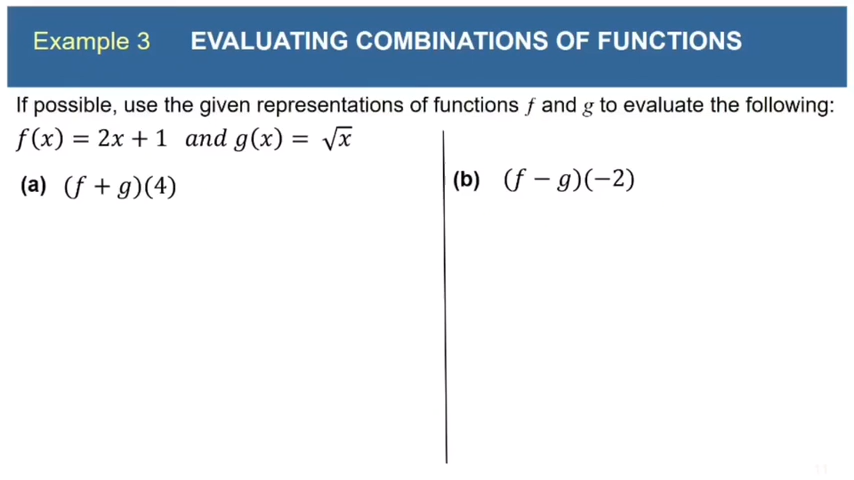 Example 3 EVALUATING COMBINATIONS OF FUNCTIONS
If possible, use the given representations of functions f and g to evaluate the following:
f(x) = 2x + 1 and g(x) = √x
(a) (f + g)(4)
(b) (f − g)(−2)
11